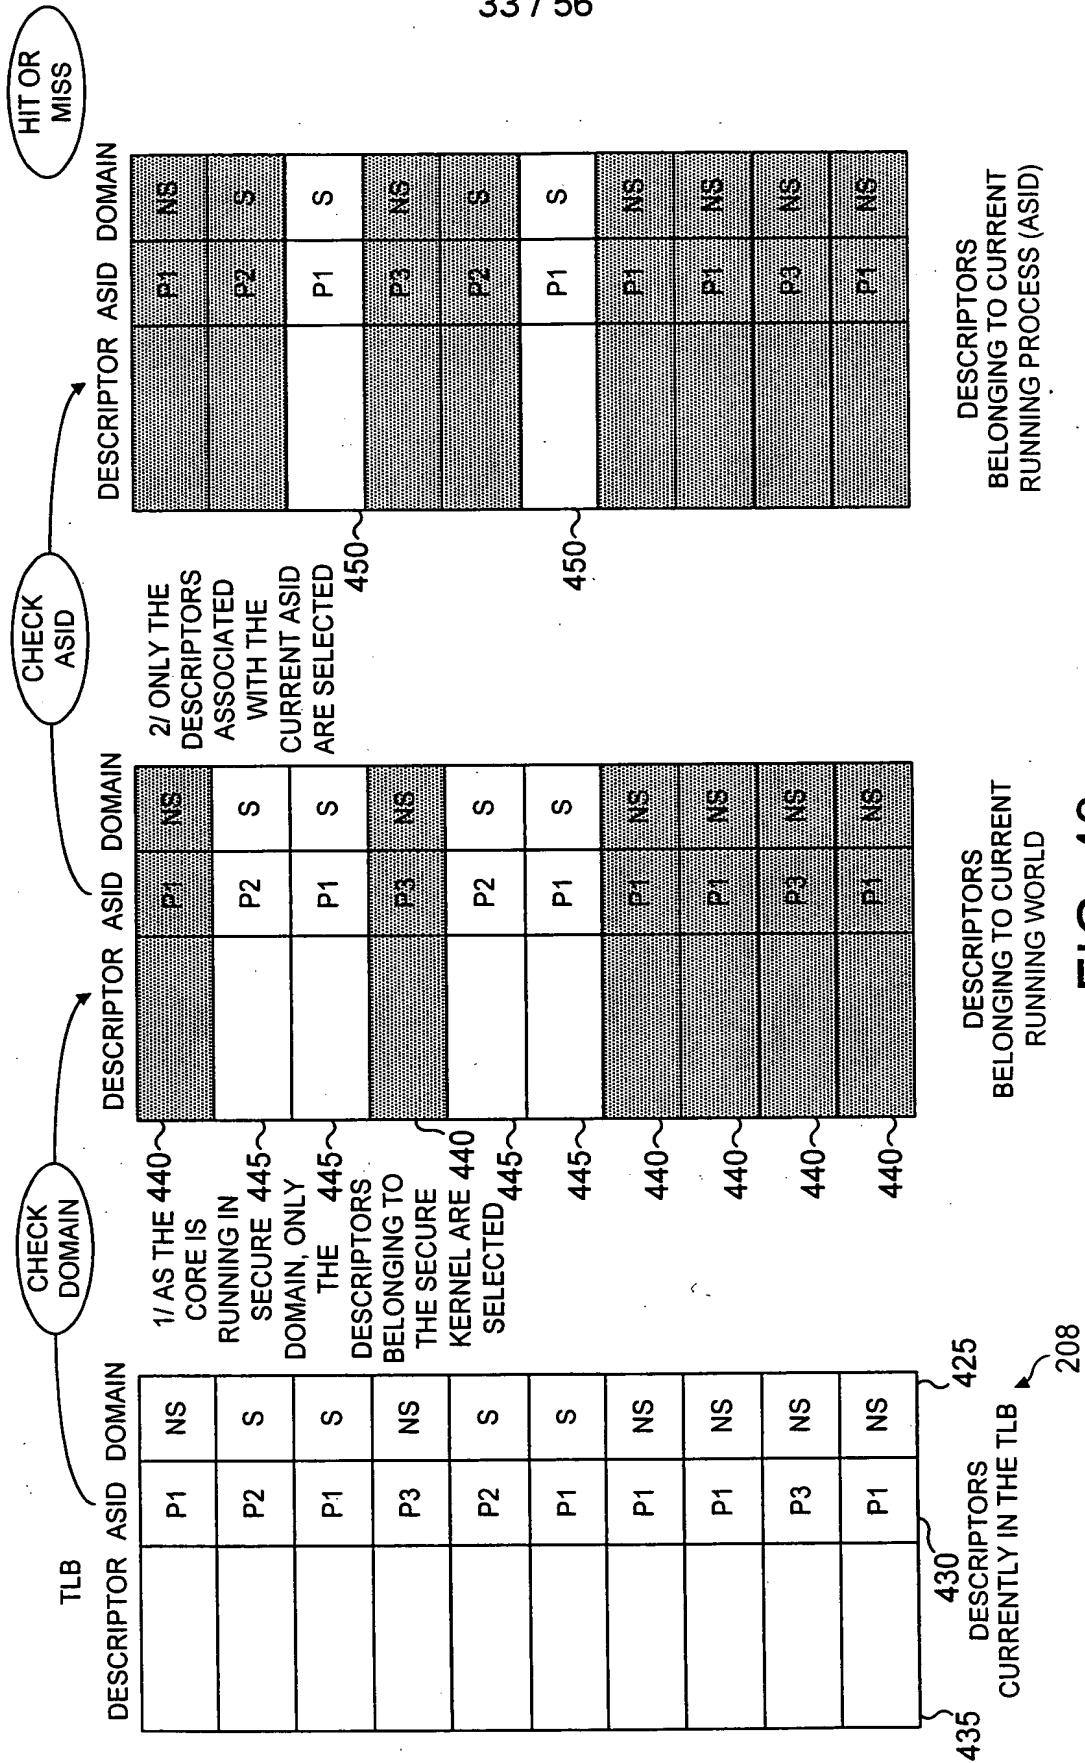 33 / 56
HIT OR
MISS
CHECK
ASID
CHECK
DOMAIN
TLB
DESCRIPTOR ASID DOMAIN
P1 NS
P2 S
P1 S
P3 NS
P2 S
P1 S
P1 NS
P1 NS
P3 NS
P1 NS
435
430
425
DESCRIPTORS
CURRENTLY IN THE TLB
208
1/ AS THE
CORE IS
RUNNING IN
SECURE
DOMAIN, ONLY
THE
DESCRIPTORS
BELONGING TO
THE SECURE
KERNEL ARE
SELECTED
440
445
445
440
445
445
440
440
440
440
DESCRIPTOR ASID DOMAIN
P1 NS
P2 S
P1 S
P3 NS
P2 S
P1 S
P1 NS
P1 NS
P3 NS
P1 NS
DESCRIPTORS
BELONGING TO CURRENT
RUNNING WORLD
2/ ONLY THE
DESCRIPTORS
ASSOCIATED
WITH THE
CURRENT ASID
ARE SELECTED
450
450
DESCRIPTOR ASID DOMAIN
P1 NS
P2 S
P1 S
P3 NS
P2 S
P1 S
P1 NS
P1 NS
P3 NS
P1 NS
DESCRIPTORS
BELONGING TO CURRENT
RUNNING PROCESS (ASID)